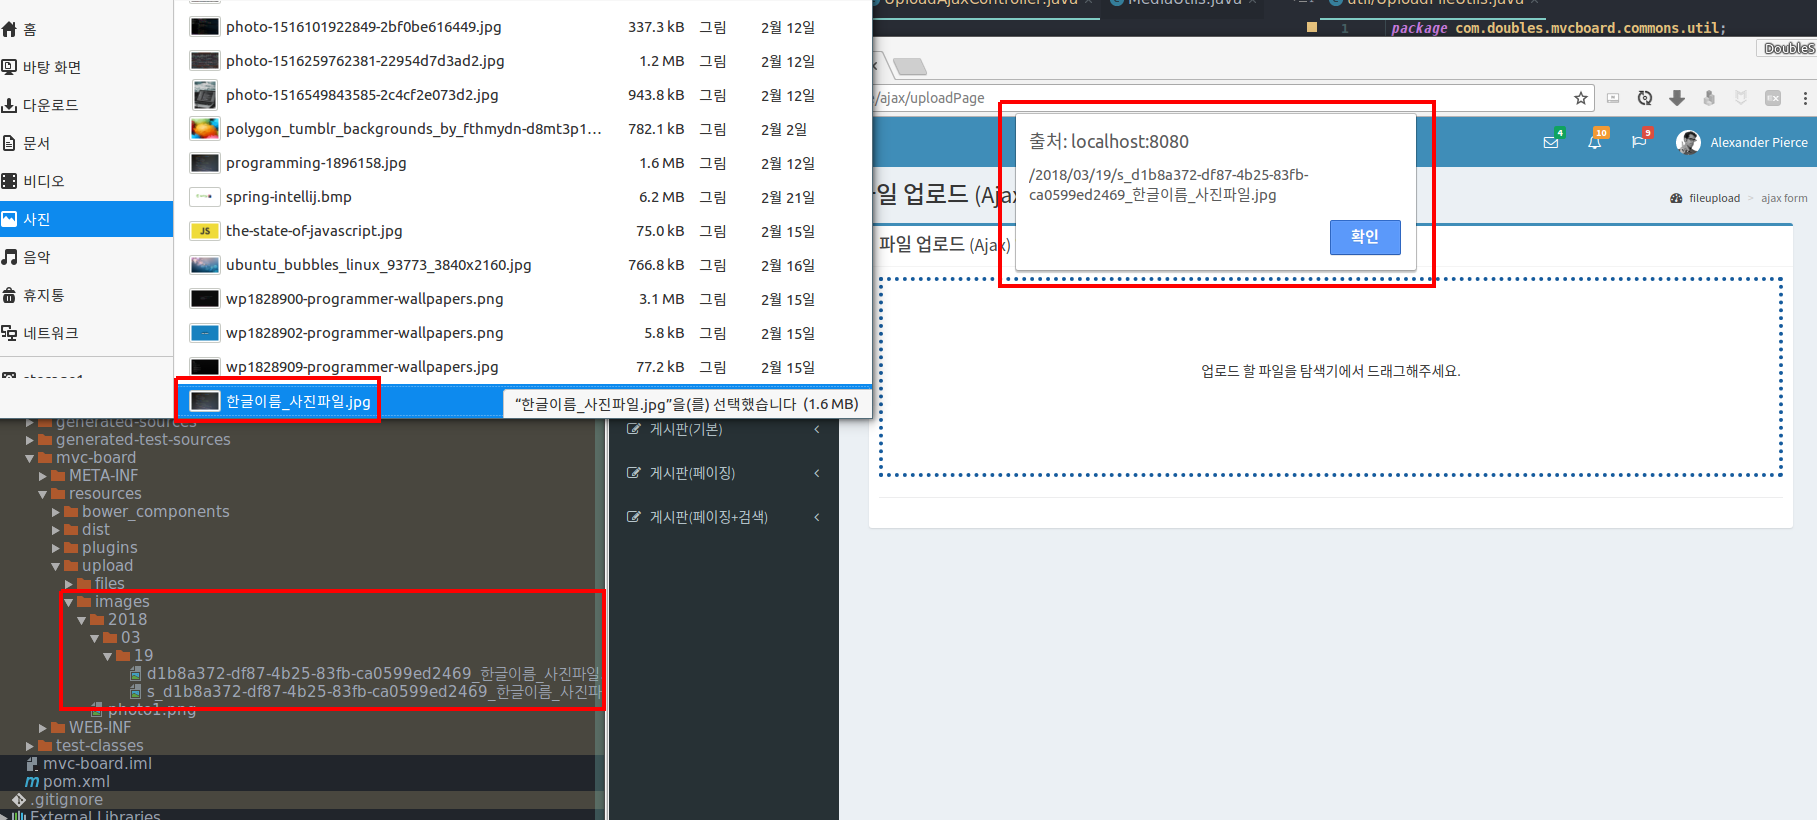 홈
바탕 화면
다운로드
문서
비디오
사진
음악
휴지통
네트워크
photo-1516101922849-2bf0be616449.jpg 337.3 kB 그림 2월 12일
photo-1516259762381-22954d7d3ad2.jpg 1.2 MB 그림 2월 12일
photo-1516549843585-2c4cf2e073d2.jpg 943.8 kB 그림 2월 12일
polygon_tumblr_backgrounds_by_fthmydn-d8mt3p1... 782.1 kB 그림 2월 2일
programming-1896158.jpg 1.6 MB 그림 2월 12일
spring-intellij.bmp 6.2 MB 그림 2월 21일
JS the-state-of-javascript.jpg 75.0 kB 그림 2월 15일
ubuntu_bubbles_linux_93773_3840x2160.jpg 766.8 kB 그림 2월 16일
wp1828900-programmer-wallpapers.png 3.1 MB 그림 2월 15일
wp1828902-programmer-wallpapers.png 5.8 kB 그림 2월 15일
wp1828909-programmer-wallpapers.jpg 77.2 kB 그림 2월 15일
한글이름_사진파일.jpg
“한글이름_사진파일.jpg”을(를) 선택했습니다 (1.6 MB)
UploadAjaxController.java
MediaUtils.java
util/UploadFileUtils.java
1 package com.doubles.mvcboard.commons.util;
DoubleS
/ajax/uploadPage
4
10
9
Alexander Pierce
출처: localhost:8080
/2018/03/19/s_d1b8a372-df87-4b25-83fb-
ca0599ed2469_한글이름_사진파일.jpg
확인
일 업로드 (Ajax
fileupload > ajax form
파일 업로드 (Ajax)
업로드 할 파일을 탐색기에서 드래그해주세요.
게시판(기본)
게시판(페이징)
게시판(페이징+검색)
generated-sources
generated-test-sources
mvc-board
META-INF
resources
bower_components
dist
plugins
upload
files
images
2018
03
19
d1b8a372-df87-4b25-83fb-ca0599ed2469_한글이름_사진파일
s_d1b8a372-df87-4b25-83fb-ca0599ed2469_한글이름_사진파
photo1.png
WEB-INF
test-classes
mvc-board.iml
pom.xml
.gitignore
External Libraries